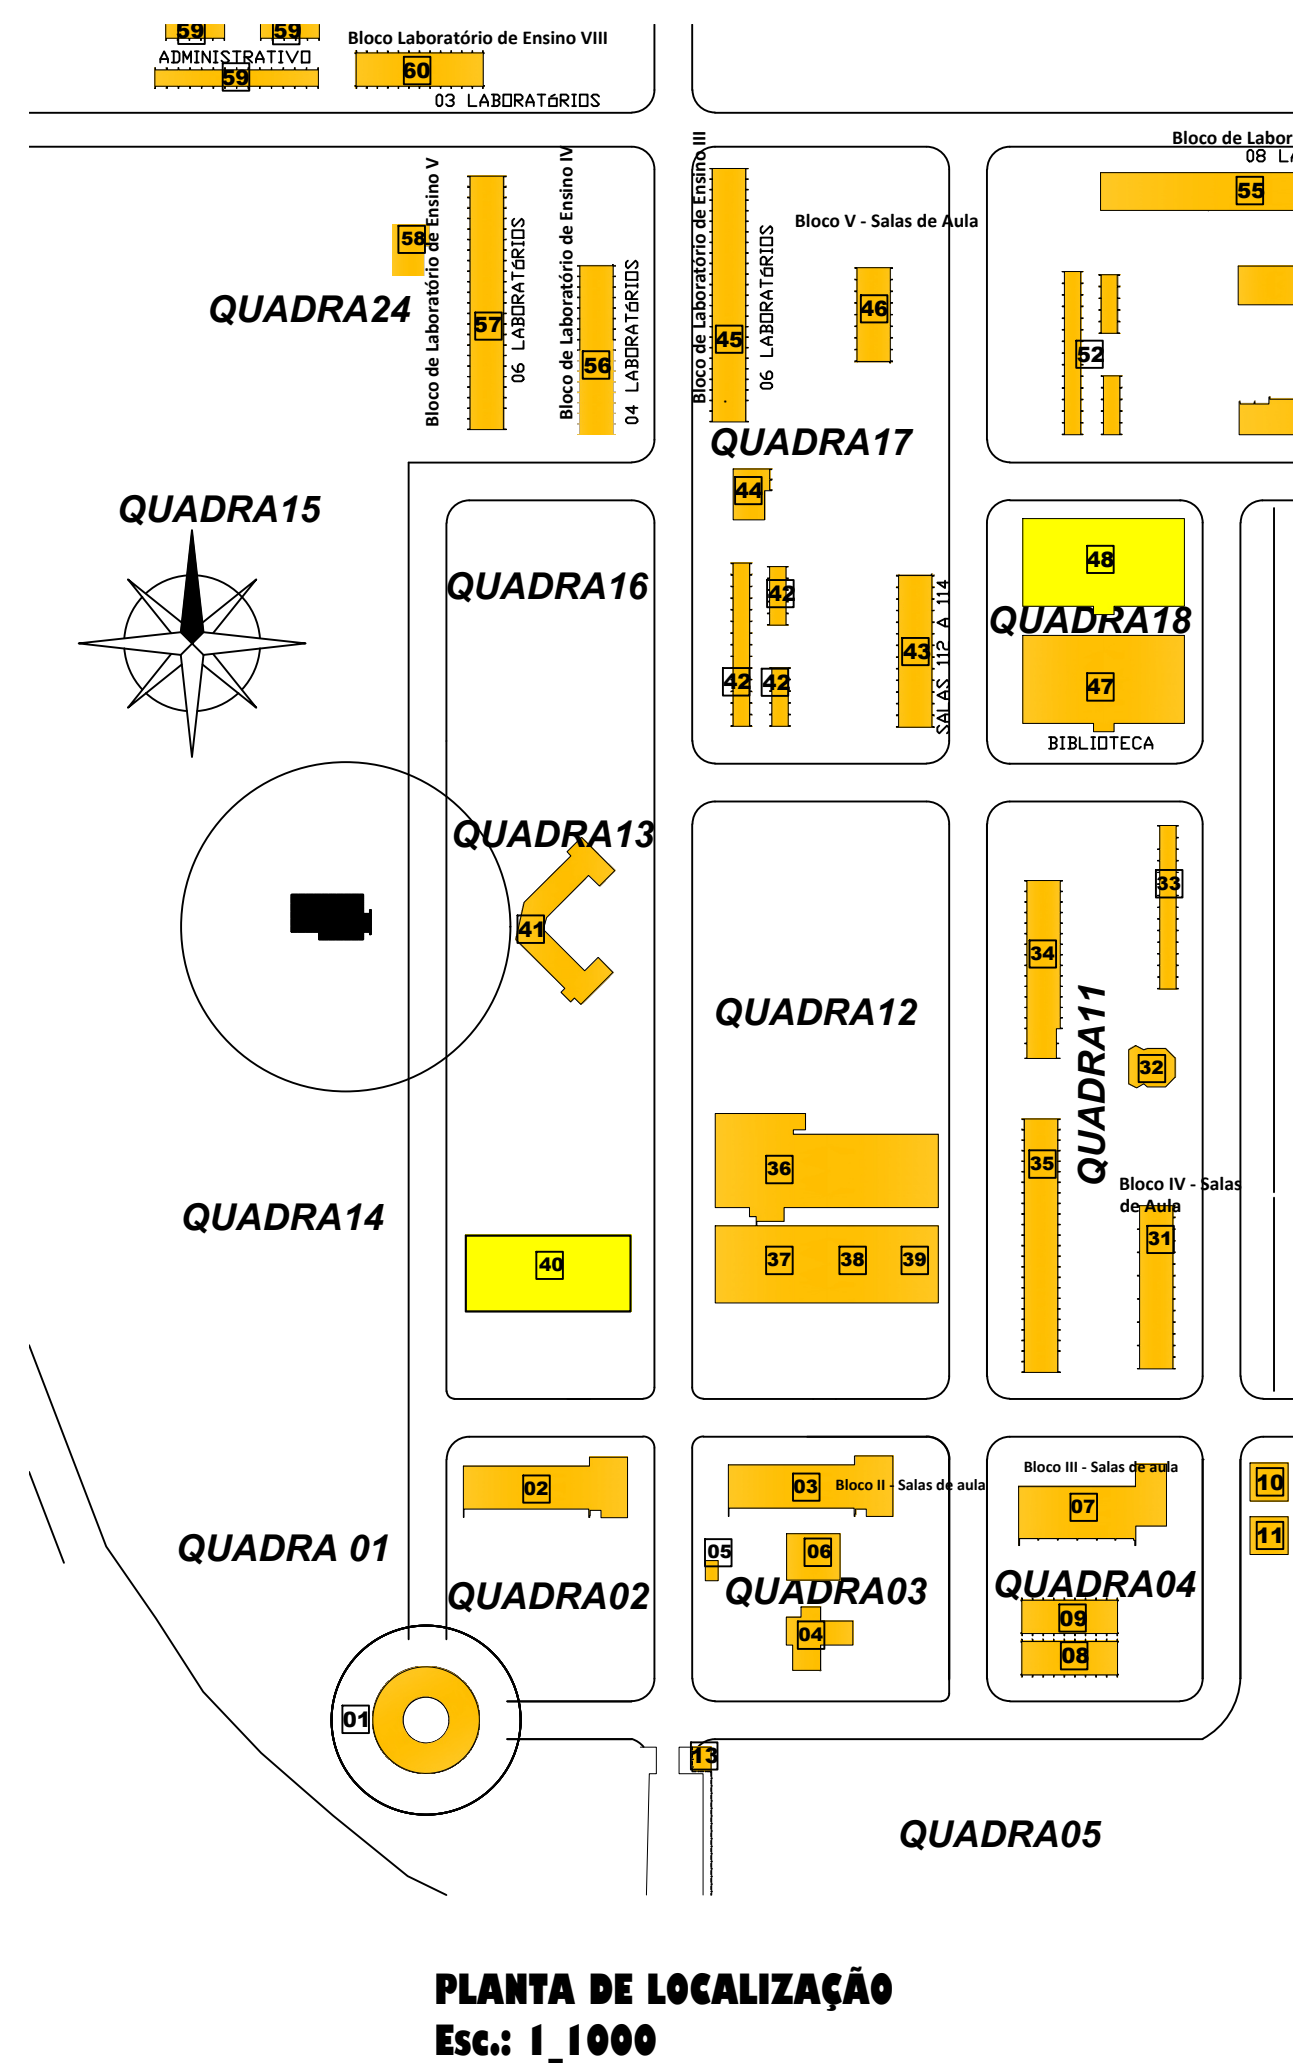 59
59
Bloco Laboratório de Ensino VIII
ADMINISTRATIVO
59
60
03 LABORATóRIOS
Bloco de Labor
08 LA
55
Bloco de Laboratório de Ensino V
Bloco de Laboratório de Ensino IV
Bloco de Laboratório de Ensino III
Bloco V - Salas de Aula
58
57
06 LABORATóRIOS
56
04 LABORATóRIOS
45
06 LABORATóRIOS
46
52
QUADRA24
QUADRA17
QUADRA15
44
QUADRA16
42
42
42
43
SALAS 112 A 114
48
QUADRA18
47
BIBLIOTECA
QUADRA13
41
33
34
QUADRA12
QUADRA11
32
36
35
Bloco IV - Salas
de Aula
31
QUADRA14
40
37
38
39
02
03
Bloco II - Salas de aula
Bloco III - Salas de aula
07
10
11
QUADRA 01
05
06
QUADRA02
QUADRA03
QUADRA04
09
04
08
01
13
QUADRA05
PLANTA DE LOCALIZAÇÃO
Esc.: 1_1000